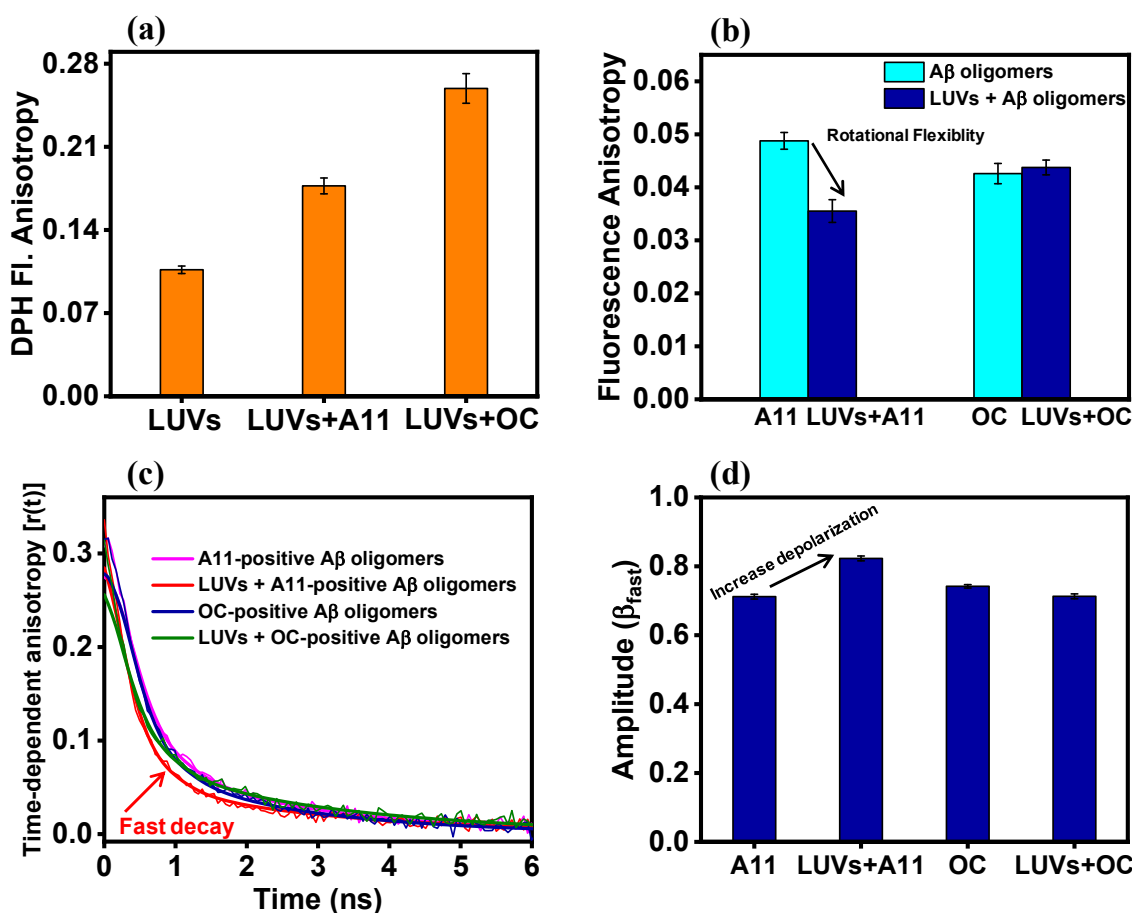 (a)
DPH Fl. Anisotropy
0.28
0.21
0.14
0.07
0.00
LUVs
LUVs+A11
LUVs+OC
(b)
Fluorescence Anisotropy
0.06
0.05
0.04
0.03
0.02
0.01
0.00
Aβ oligomers
LUVs + Aβ oligomers
Rotational Flexiblity
A11
LUVs+A11
OC
LUVs+OC
(c)
Time-dependent anisotropy [r(t)]
0.3
0.2
0.1
0.0
A11-positive Aβ oligomers
LUVs + A11-positive Aβ oligomers
OC-positive Aβ oligomers
LUVs + OC-positive Aβ oligomers
Fast decay
0 1 2 3 4 5 6
Time (ns)
(d)
Amplitude (βfast)
1.0
0.8
0.6
0.4
0.2
0.0
Increase depolarization
A11
LUVs+A11
OC
LUVs+OC